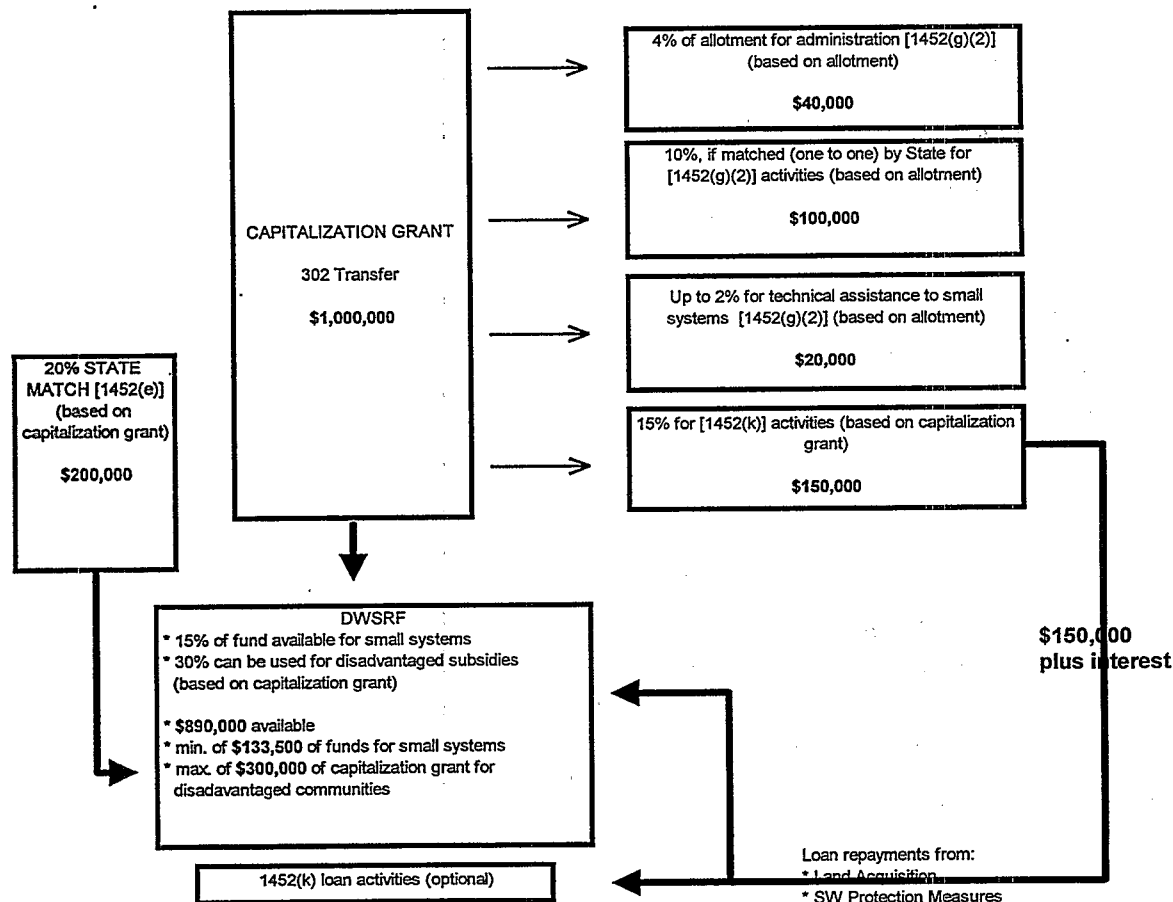 4% of allotment for administration [1452(g)(2)]
(based on allotment)
$40,000
10%, if matched (one to one) by State for
[1452(g)(2)] activities (based on allotment)
$100,000
CAPITALIZATION GRANT
302 Transfer
$1,000,000
Up to 2% for technical assistance to small
systems [1452(g)(2)] (based on allotment)
$20,000
20% STATE
MATCH [1452(e)]
(based on
capitalization grant)
$200,000
15% for [1452(k)] activities (based on capitalization
grant)
$150,000
DWSRF
* 15% of fund available for small systems
* 30% can be used for disadvantaged subsidies
(based on capitalization grant)
* $890,000 available
* min. of $133,500 of funds for small systems
* max. of $300,000 of capitalization grant for
disadavantaged communities
$150,000
plus interest
1452(k) loan activities (optional)
Loan repayments from:
* Land Acquisition
* SW Protection Measures